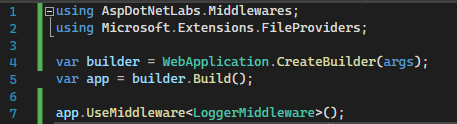 1 using AspDotNetLabs.Middlewares;
2 using Microsoft.Extensions.FileProviders;
3
4 var builder = WebApplication.CreateBuilder(args);
5 var app = builder.Build();
6
7 app.UseMiddleware<LoggerMiddleware>();